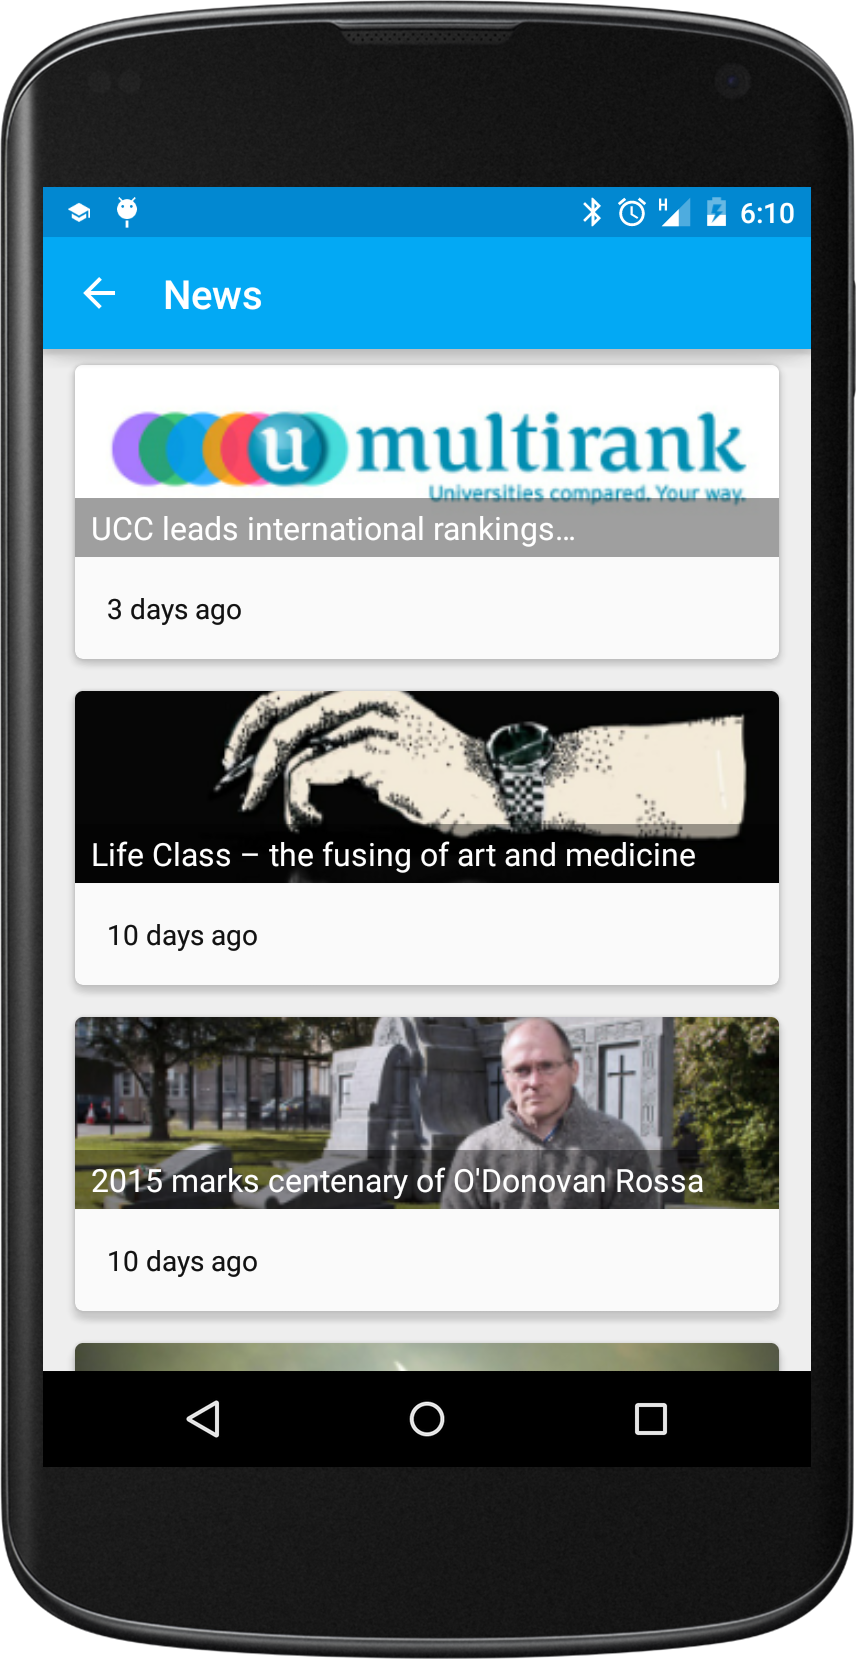 H
6:10
News
u multirank
Universities compared. Your way.
UCC leads international rankings...
3 days ago
Life Class – the fusing of art and medicine
10 days ago
2015 marks centenary of O'Donovan Rossa
10 days ago